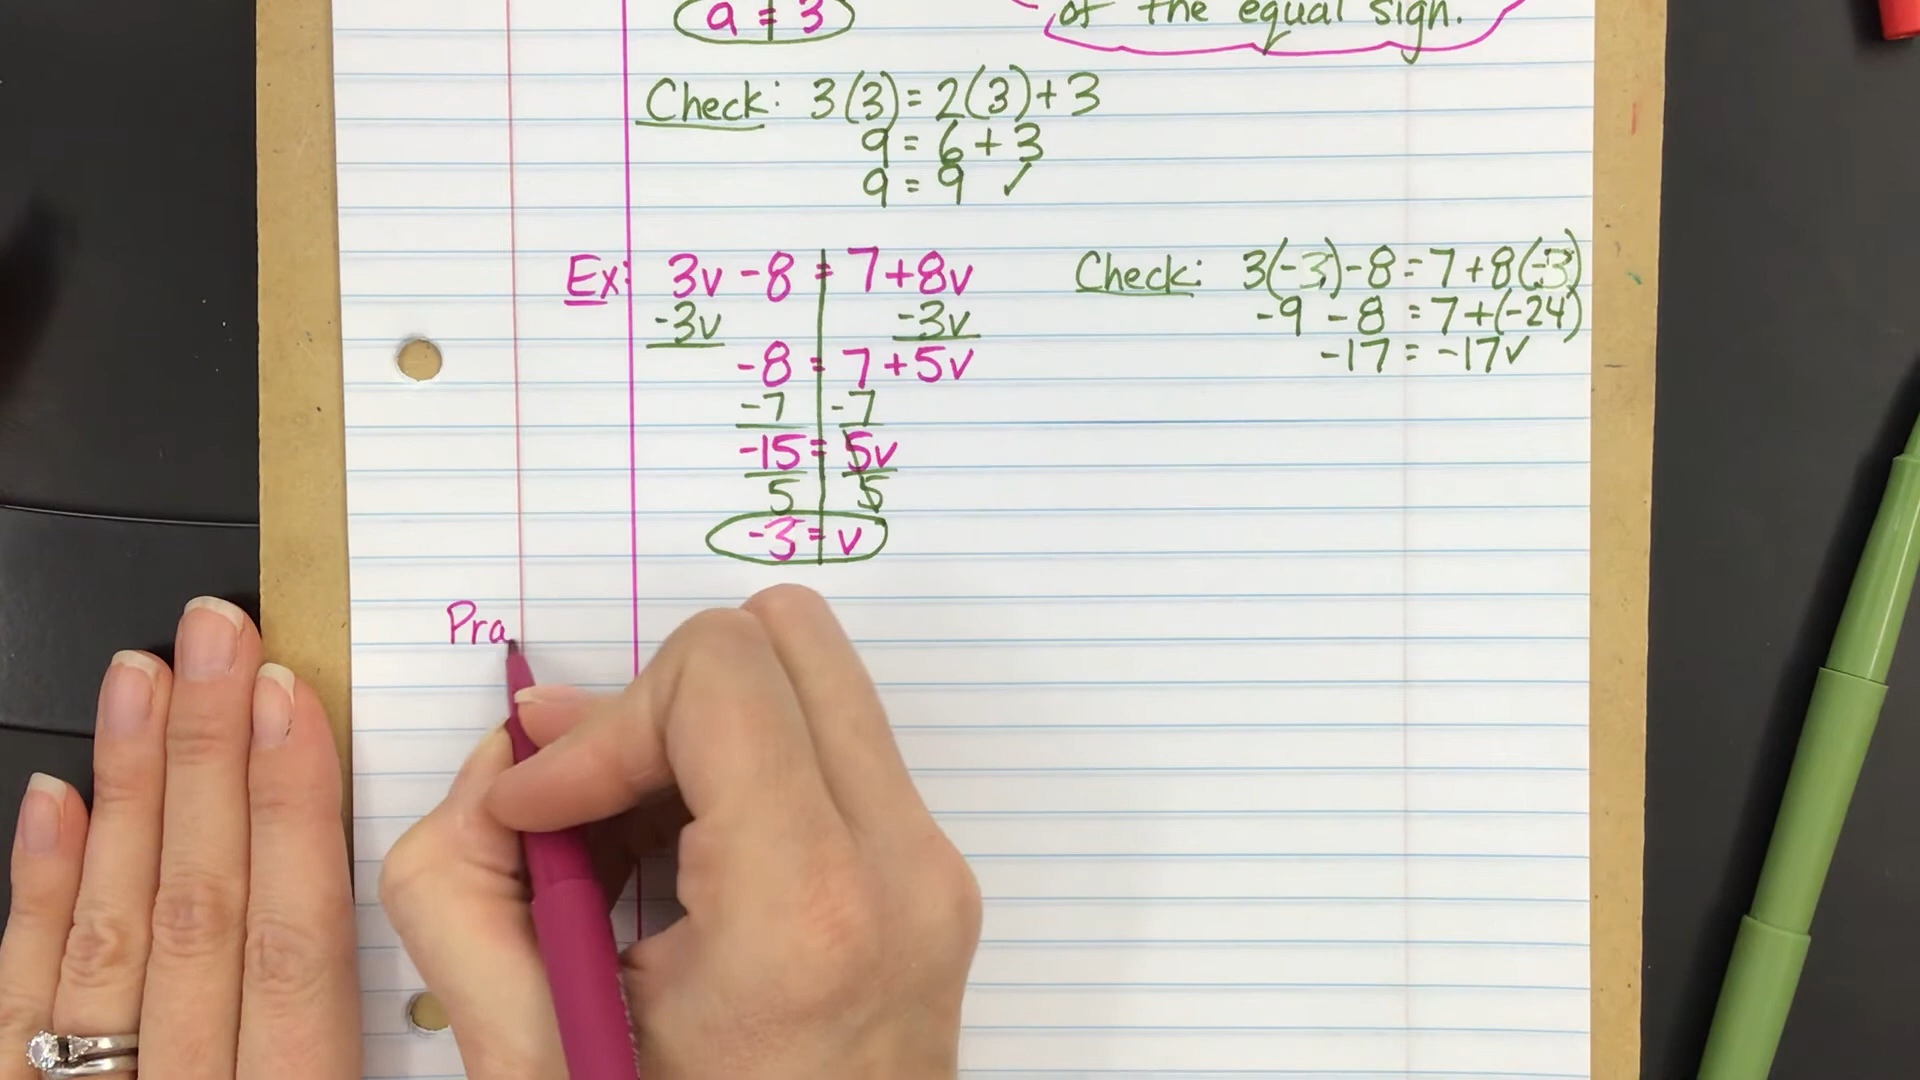 a = 3
of the equal sign.
Check: 3(3) = 2(3) + 3
9 = 6 + 3
9 = 9 ✓
Ex: 3v - 8 = 7 + 8v
-3v -3v
-8 = 7 + 5v
-7 -7
-15 = 5v
5 5
-3 = v
Check: 3(-3) - 8 = 7 + 8(-3)
-9 - 8 = 7 + (-24)
-17 = -17 ✓
Pra